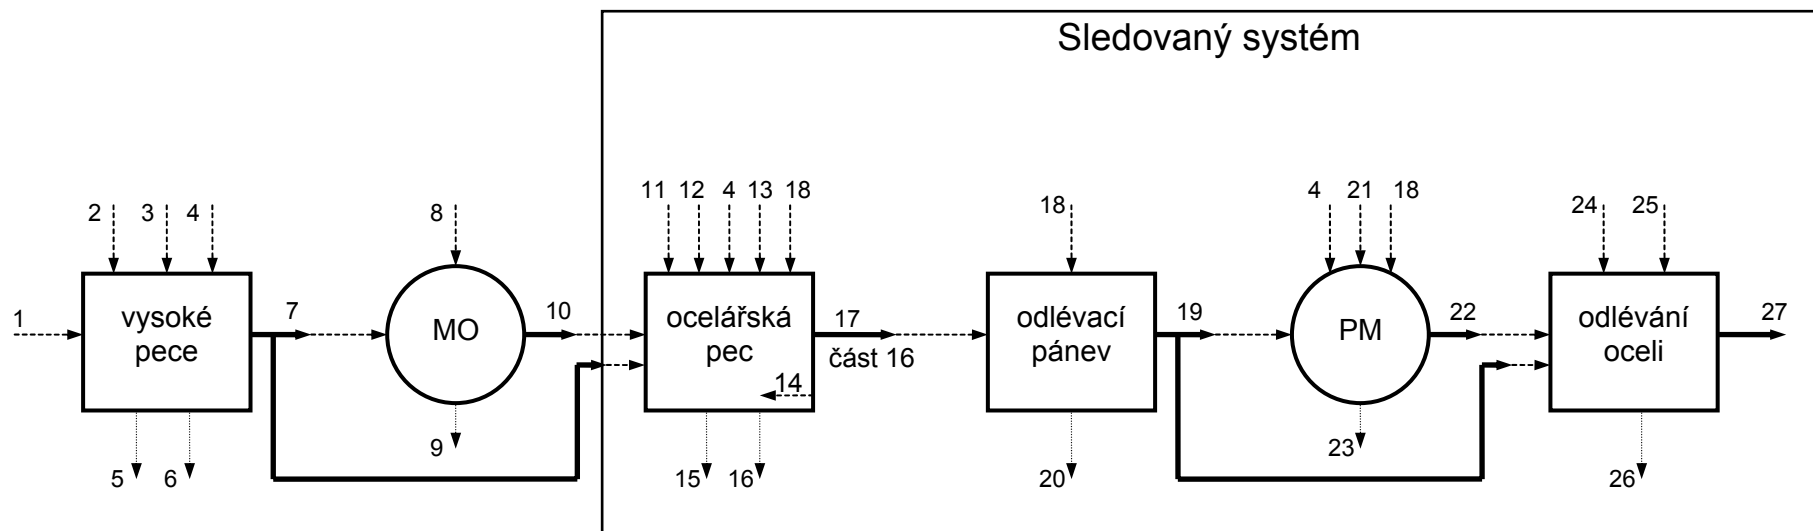 Sledovaný systém
11 12 4 13 18
2 3 4
8
18
4 21 18
24 25
1
vysoké
pece
7
MO
10
ocelářská
pec
17
část 16
14
odlévací
pánev
19
PM
22
odlévání
oceli
27
5 6
9
15 16
20
23
26